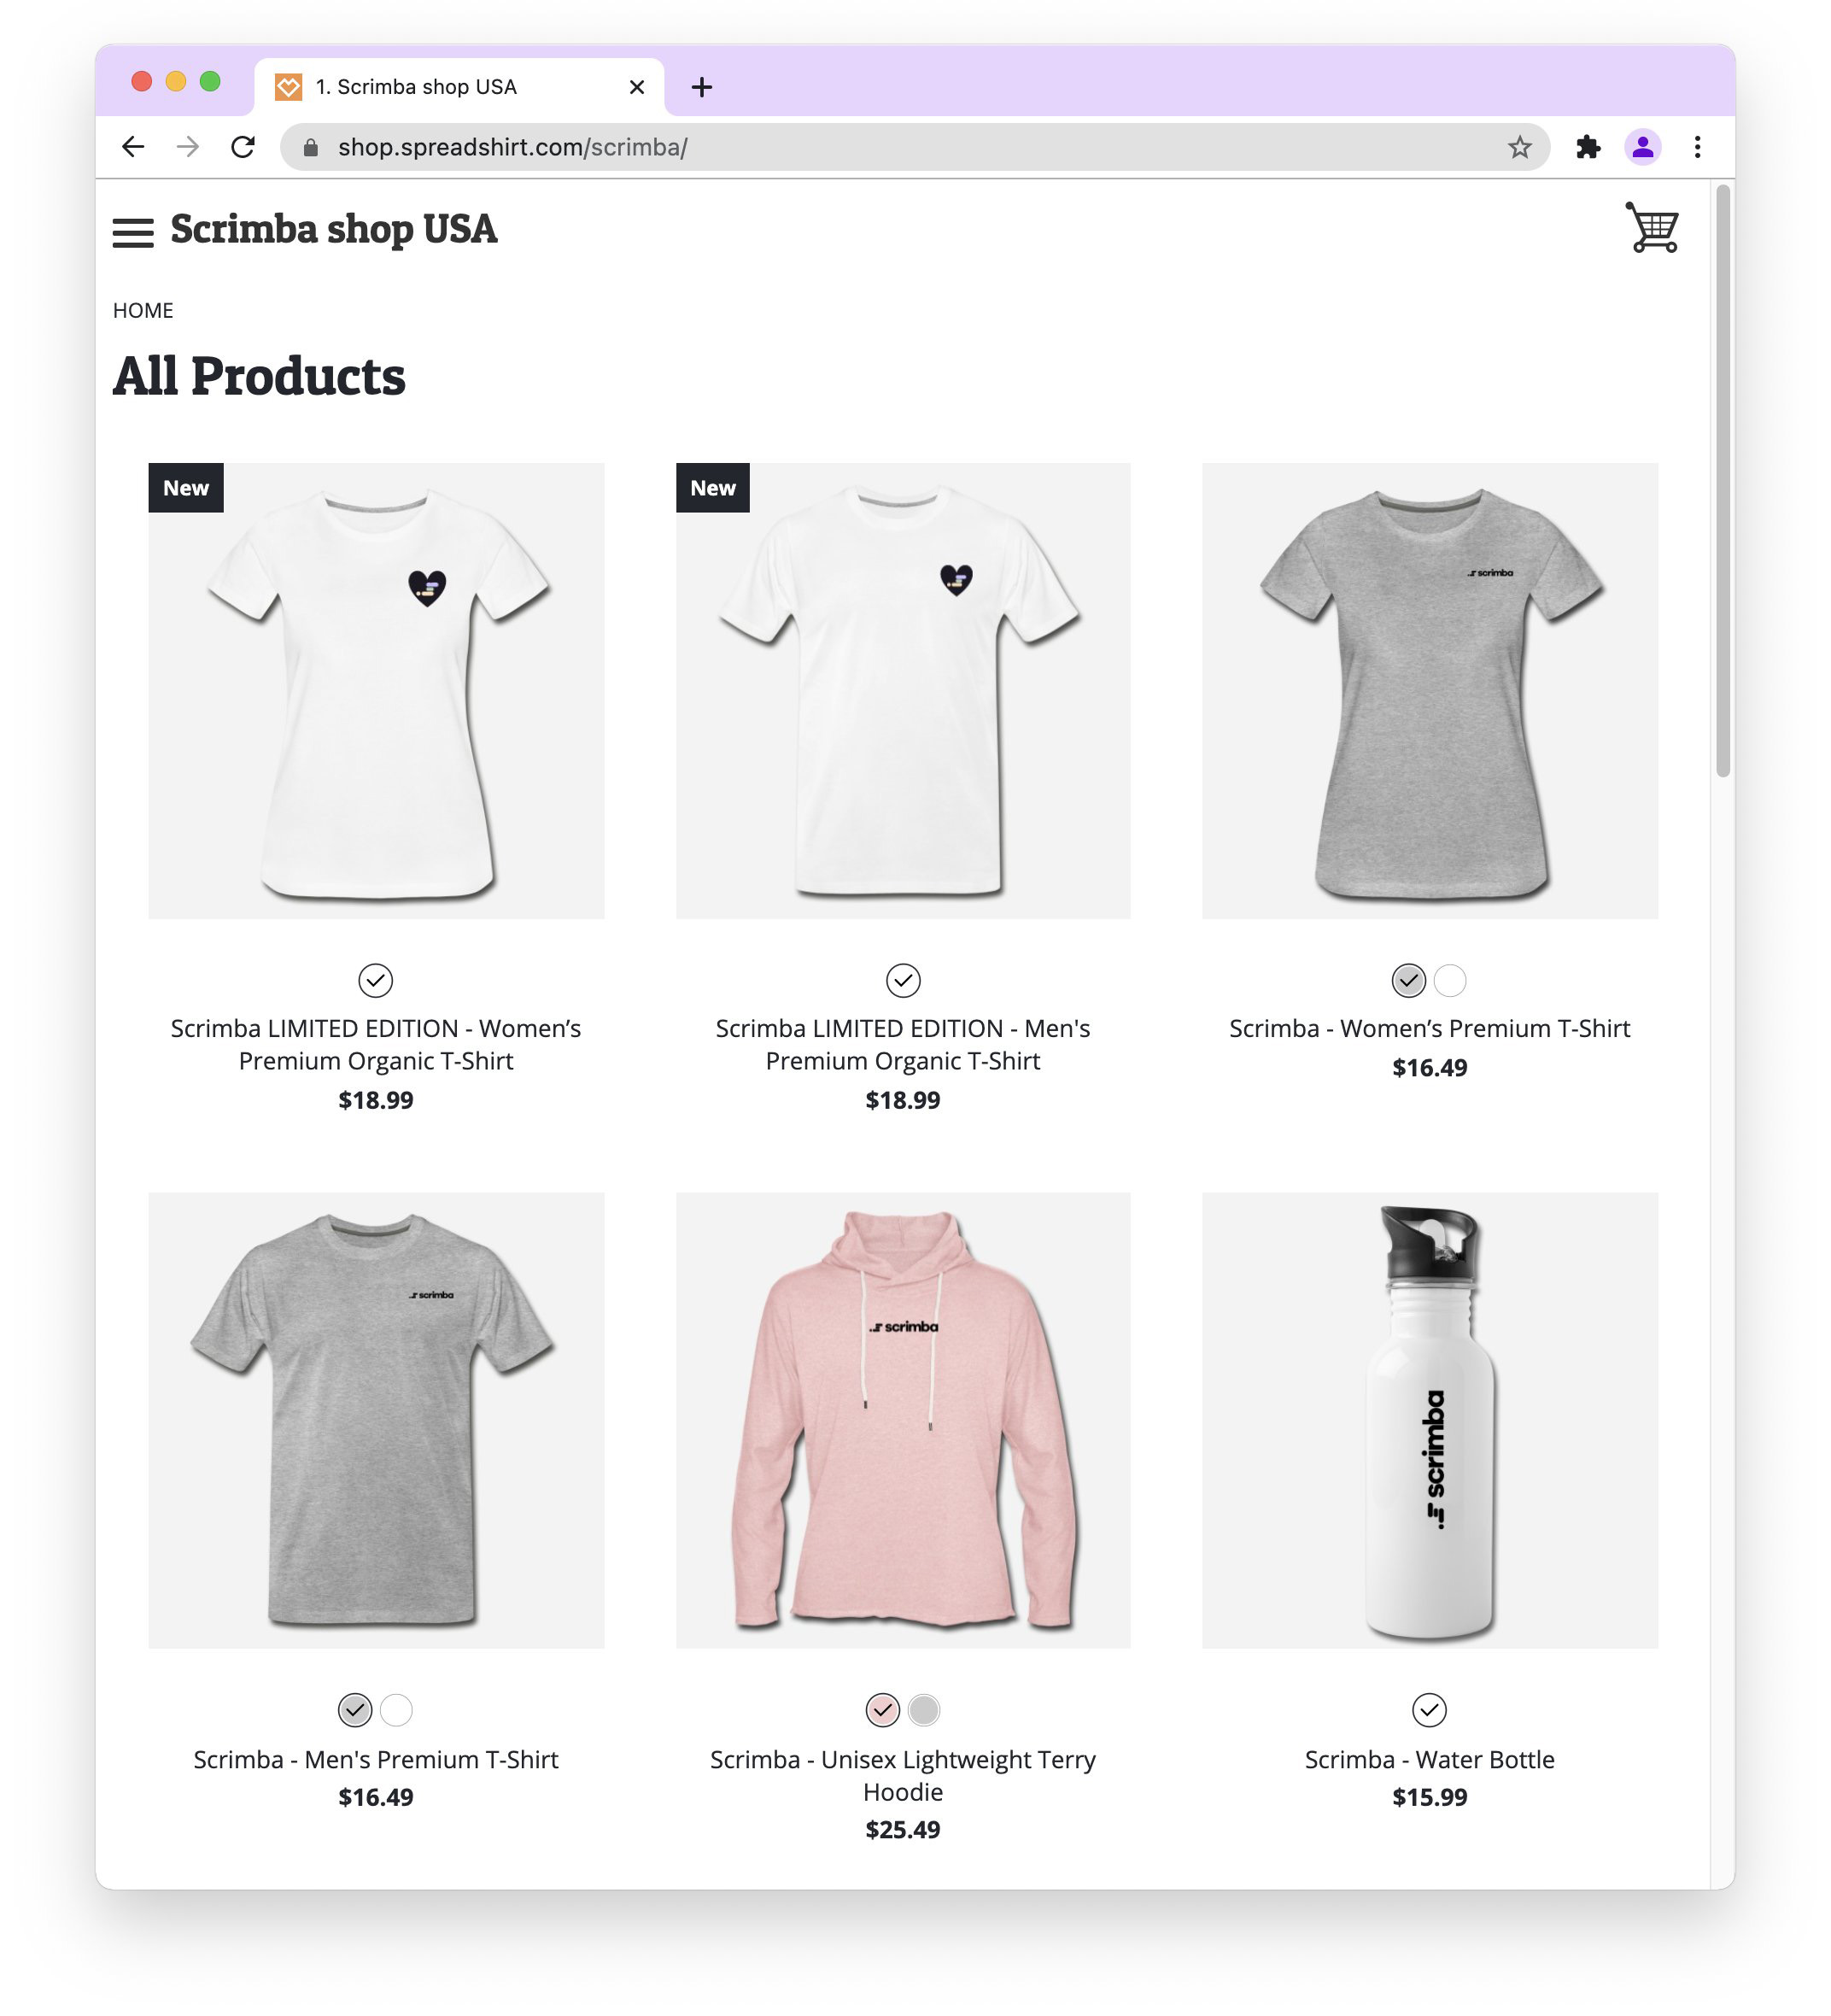 1. Scrimba shop USA
shop.spreadshirt.com/scrimba/
Scrimba shop USA
HOME
All Products
New
New
scrimba
Scrimba LIMITED EDITION - Women’s
Premium Organic T-Shirt
$18.99
Scrimba LIMITED EDITION - Men's
Premium Organic T-Shirt
$18.99
Scrimba - Women’s Premium T-Shirt
$16.49
scrimba
scrimba
scrimba
Scrimba - Men's Premium T-Shirt
$16.49
Scrimba - Unisex Lightweight Terry
Hoodie
$25.49
Scrimba - Water Bottle
$15.99